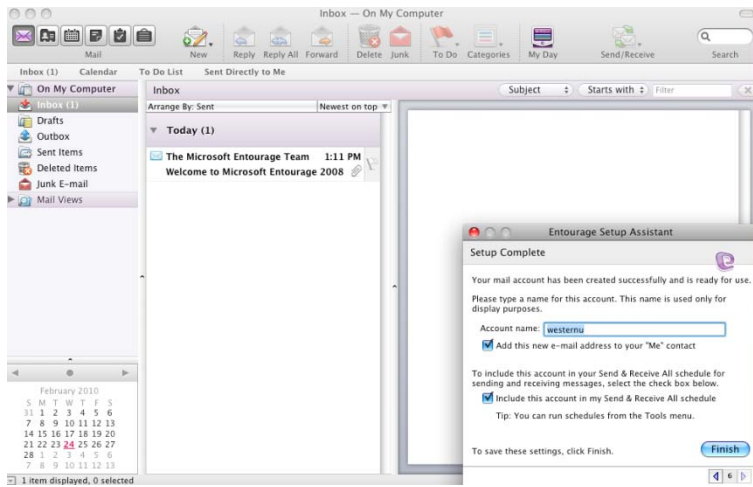 Inbox — On My Computer
Mail
New
Reply Reply All Forward
Delete Junk
To Do Categories
My Day
Send/Receive
Search
Inbox (1) Calendar To Do List Sent Directly to Me
On My Computer
Inbox (1)
Drafts
Outbox
Sent Items
Deleted Items
Junk E-mail
Mail Views
Inbox
Subject Starts with Filter
Arrange By: Sent Newest on top
Today (1)
The Microsoft Entourage Team 1:11 PM
Welcome to Microsoft Entourage 2008
Entourage Setup Assistant
Setup Complete
Your mail account has been created successfully and is ready for use.
Please type a name for this account. This name is used only for
display purposes.
Account name: westernu
Add this new e-mail address to your "Me" contact
To include this account in your Send & Receive All schedule for
sending and receiving messages, select the check box below.
Include this account in my Send & Receive All schedule
Tip: You can run schedules from the Tools menu.
To save these settings, click Finish.
Finish
6
February 2010
S M T W T F S
31 1 2 3 4 5 6
7 8 9 10 11 12 13
14 15 16 17 18 19 20
21 22 23 24 25 26 27
28 1 2 3 4 5 6
7 8 9 10 11 12 13
1 item displayed, 0 selected